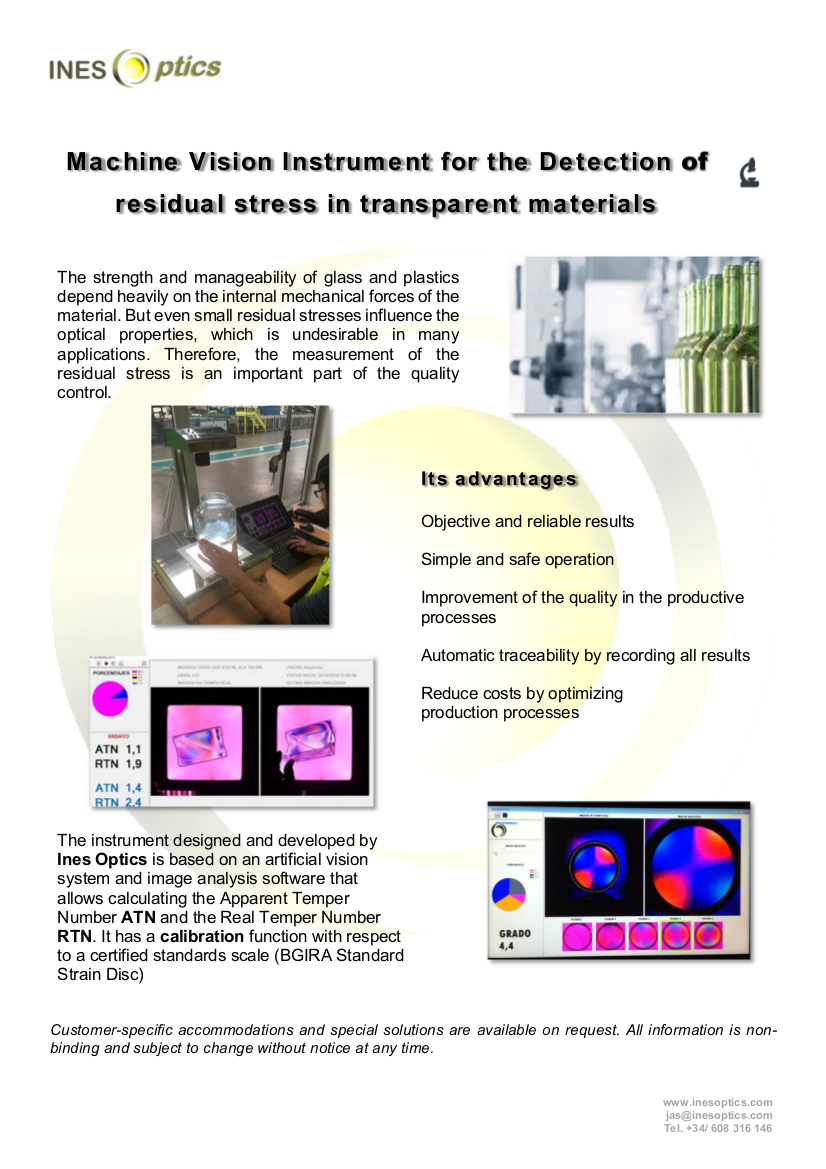 INES Optics
Machine Vision Instrument for the Detection of
residual stress in transparent materials
The strength and manageability of glass and plastics
depend heavily on the internal mechanical forces of the
material. But even small residual stresses influence the
optical properties, which is undesirable in many
applications. Therefore, the measurement of the
residual stress is an important part of the quality
control.
Its advantages
Objective and reliable results
Simple and safe operation
Improvement of the quality in the productive
processes
Automatic traceability by recording all results
Reduce costs by optimizing
production processes
PORCENTAJES
ENSAYO
ATN 1,1
RTN 1,9
ATN 1,4
RTN 2,4
The instrument designed and developed by
Ines Optics is based on an artificial vision
system and image analysis software that
allows calculating the Apparent Temper
Number ATN and the Real Temper Number
RTN. It has a calibration function with respect
to a certified standards scale (BGIRA Standard
Strain Disc)
GRADO
4,4
Customer-specific accommodations and special solutions are available on request. All information is non-
binding and subject to change without notice at any time.
www.inesoptics.com
jas@inesoptics.com
Tel. +34/ 608 316 146